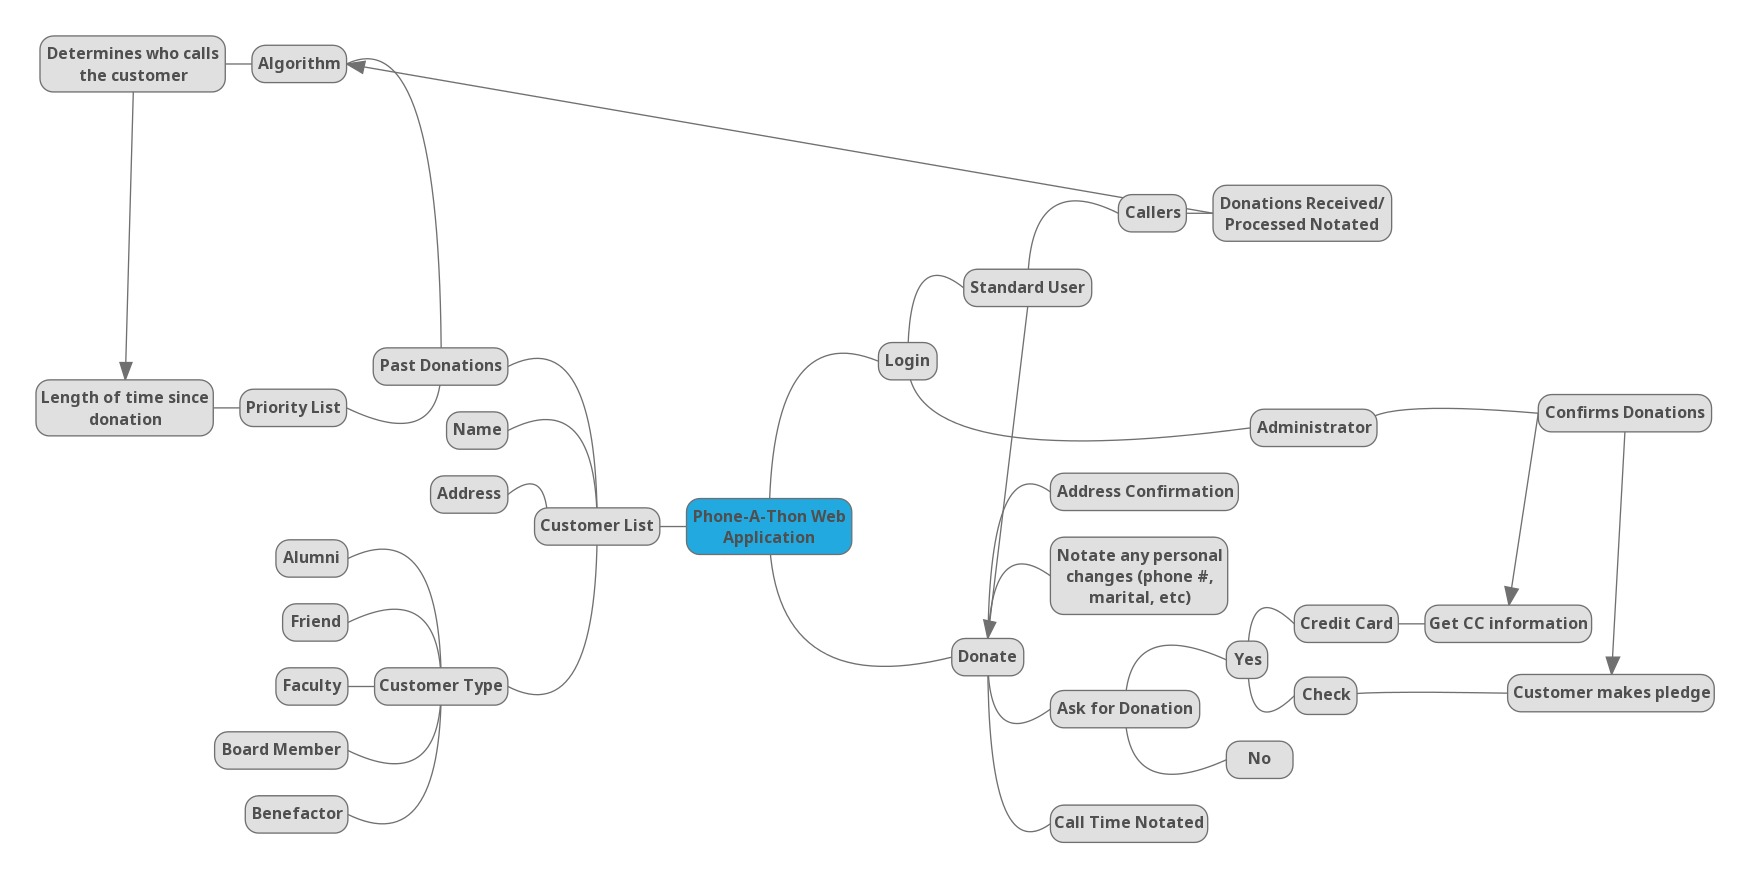 Determines who calls
the customer
Algorithm
Callers
Donations Received/
Processed Notated
Standard User
Login
Past Donations
Length of time since
donation
Priority List
Name
Administrator
Confirms Donations
Address
Address Confirmation
Customer List
Phone-A-Thon Web
Application
Notate any personal
changes (phone #,
marital, etc)
Alumni
Friend
Faculty
Customer Type
Board Member
Benefactor
Donate
Yes
Credit Card
Get CC information
Check
Customer makes pledge
Ask for Donation
No
Call Time Notated